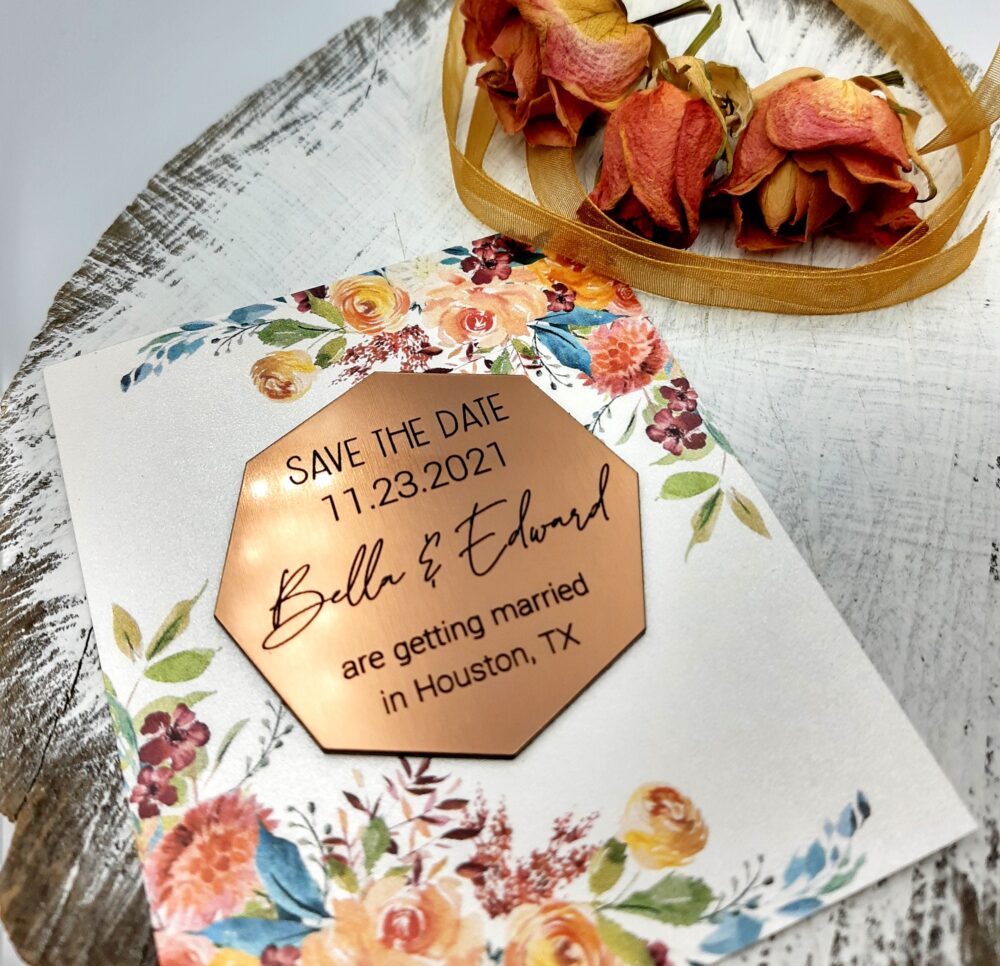 SAVE THE DATE
11.23.2021
Bella & Edward
are getting married
in Houston, TX